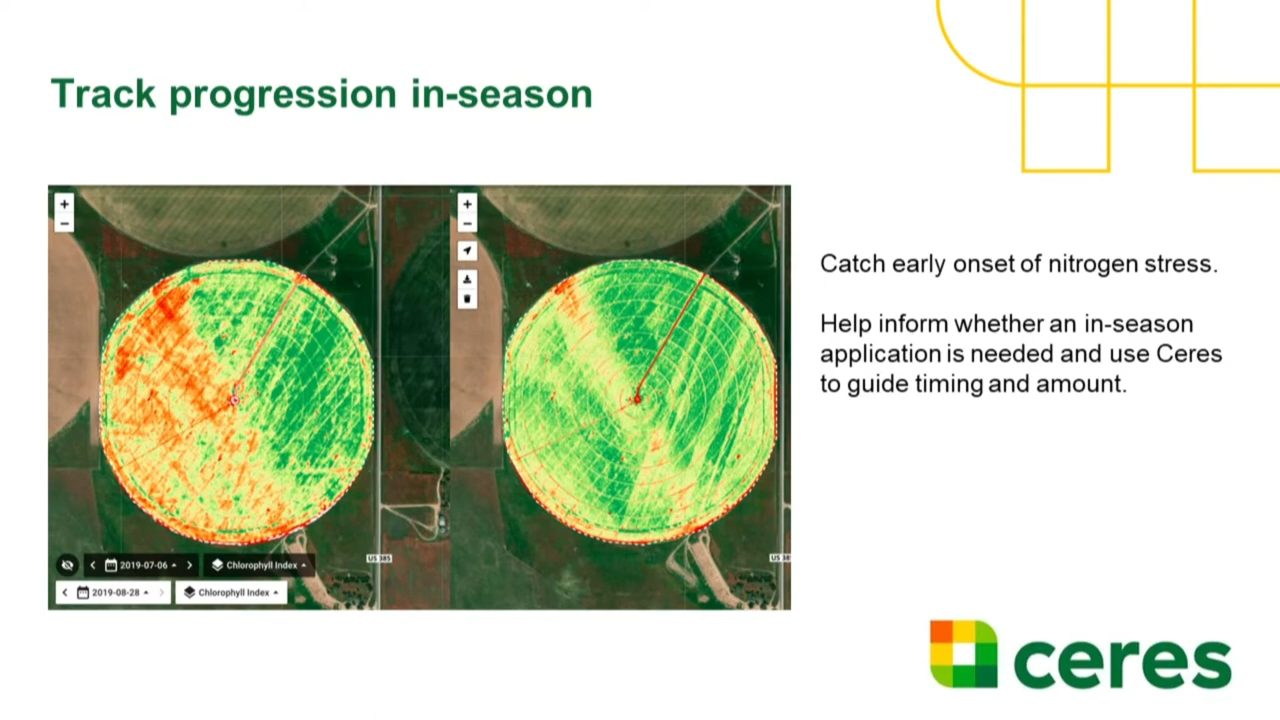 Track progression in-season
+
−
+
−
Catch early onset of nitrogen stress.
Help inform whether an in-season
application is needed and use Ceres
to guide timing and amount.
US 385
US 38
2019-07-06
Chlorophyll Index
2019-08-28
Chlorophyll Index
ceres